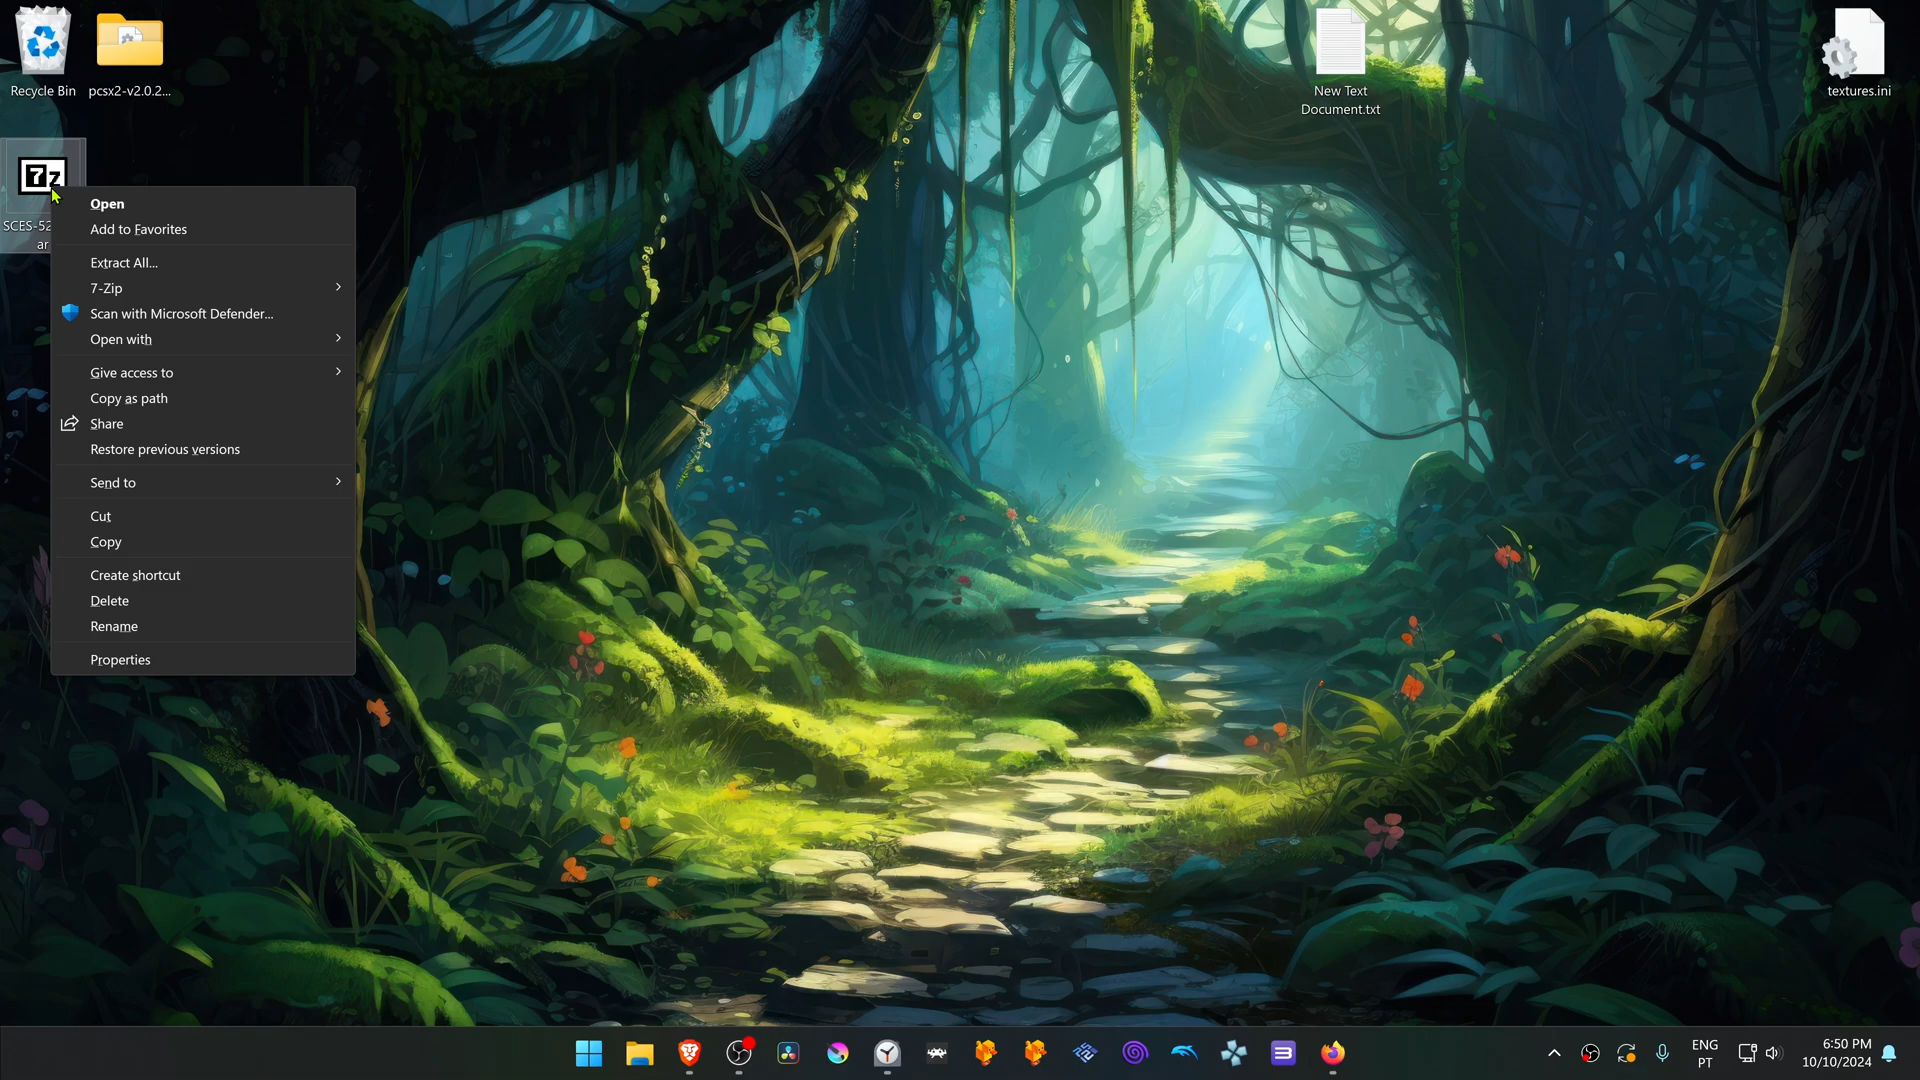 Recycle Bin
pcsx2-v2.0.2...
New Text
Document.txt
textures.ini
7z
SCES-52
ar
Open
Add to Favorites
Extract All...
7-Zip
Scan with Microsoft Defender...
Open with
Give access to
Copy as path
Share
Restore previous versions
Send to
Cut
Copy
Create shortcut
Delete
Rename
Properties
ENG
PT
6:50 PM
10/10/2024